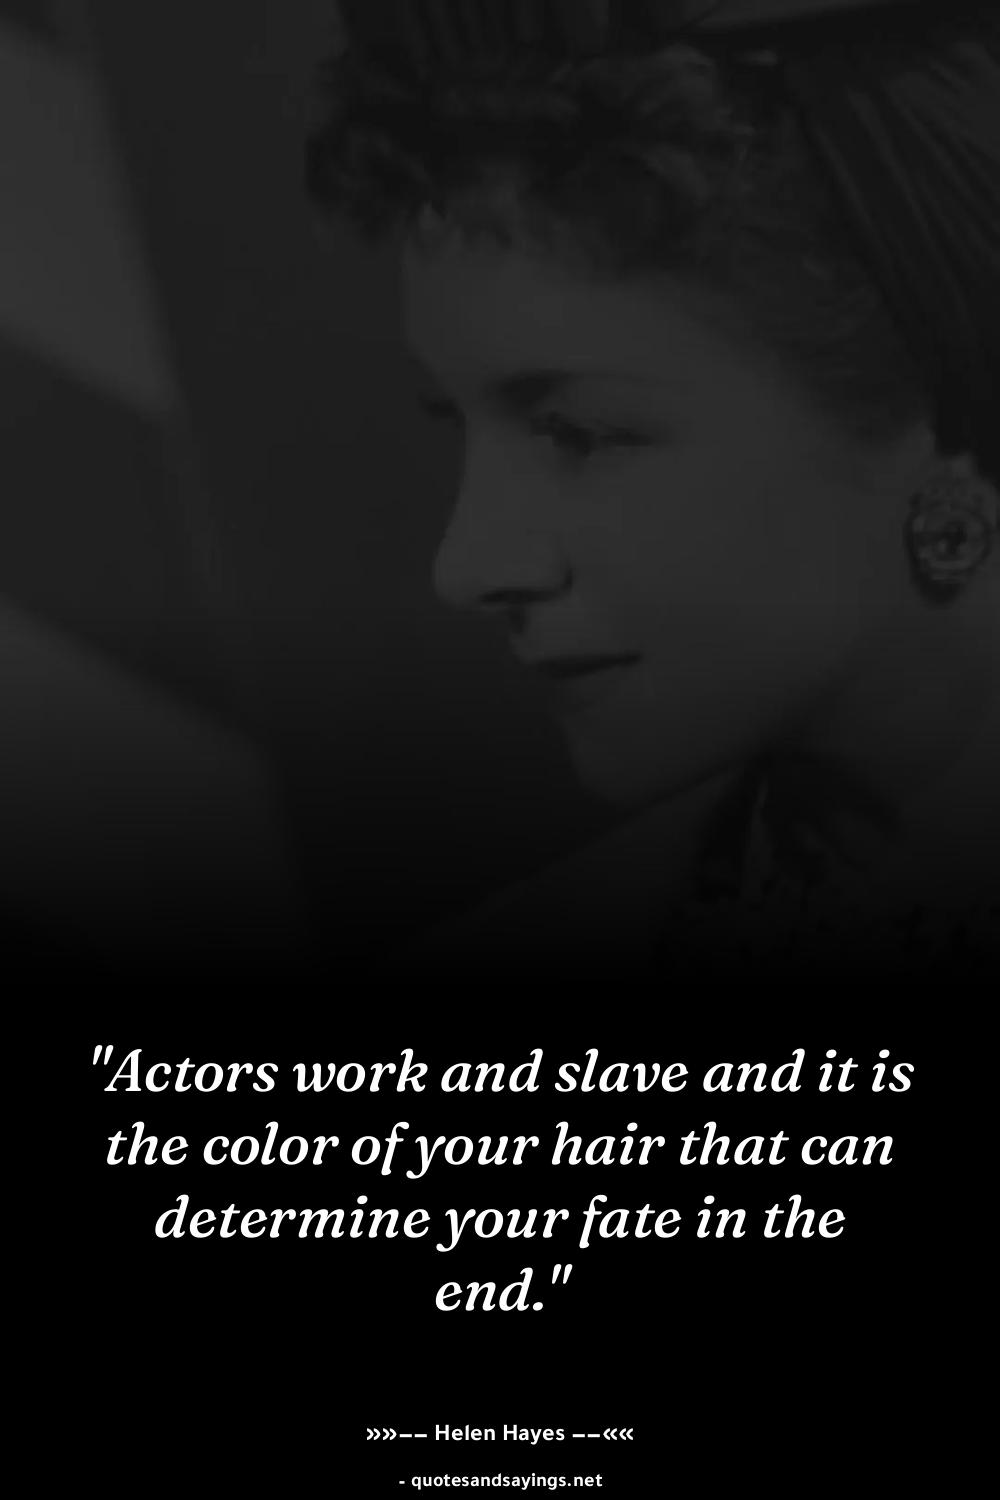 "Actors work and slave and it is
the color of your hair that can
determine your fate in the
end."
»»–– Helen Hayes ––««
- quotesandsayings.net